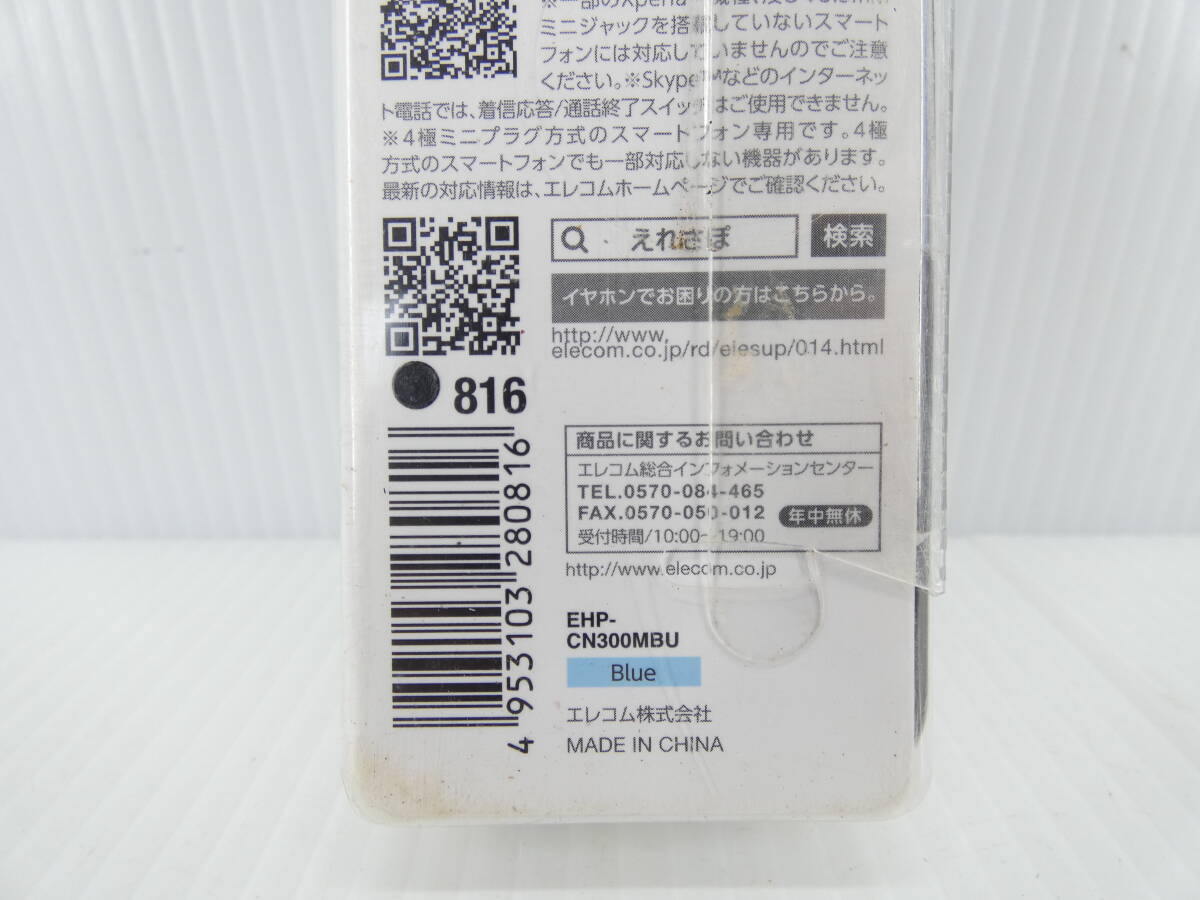 ミニジャックを搭載していないスマート
フォンには対応していませんのでご注意
ください。※Skype™などのインターネッ
ト電話では、着信応答/通話終了スイッチはご使用できません。
※4極ミニプラグ方式のスマートフォン専用です。4極
方式のスマートフォンでも一部対応しない機器があります。
最新の対応情報は、エレコムホームページでご確認ください。
えれさぽ 検索
イヤホンでお困りの方はこちらから。
http://www.
elecom.co.jp/rd/elesup/014.html
816
4 953103 280816
商品に関するお問い合わせ
エレコム総合インフォメーションセンター
TEL.0570-084-465
FAX.0570-050-012 年中無休
受付時間/10:00～19:00
http://www.elecom.co.jp
EHP-
CN300MBU
Blue
エレコム株式会社
MADE IN CHINA